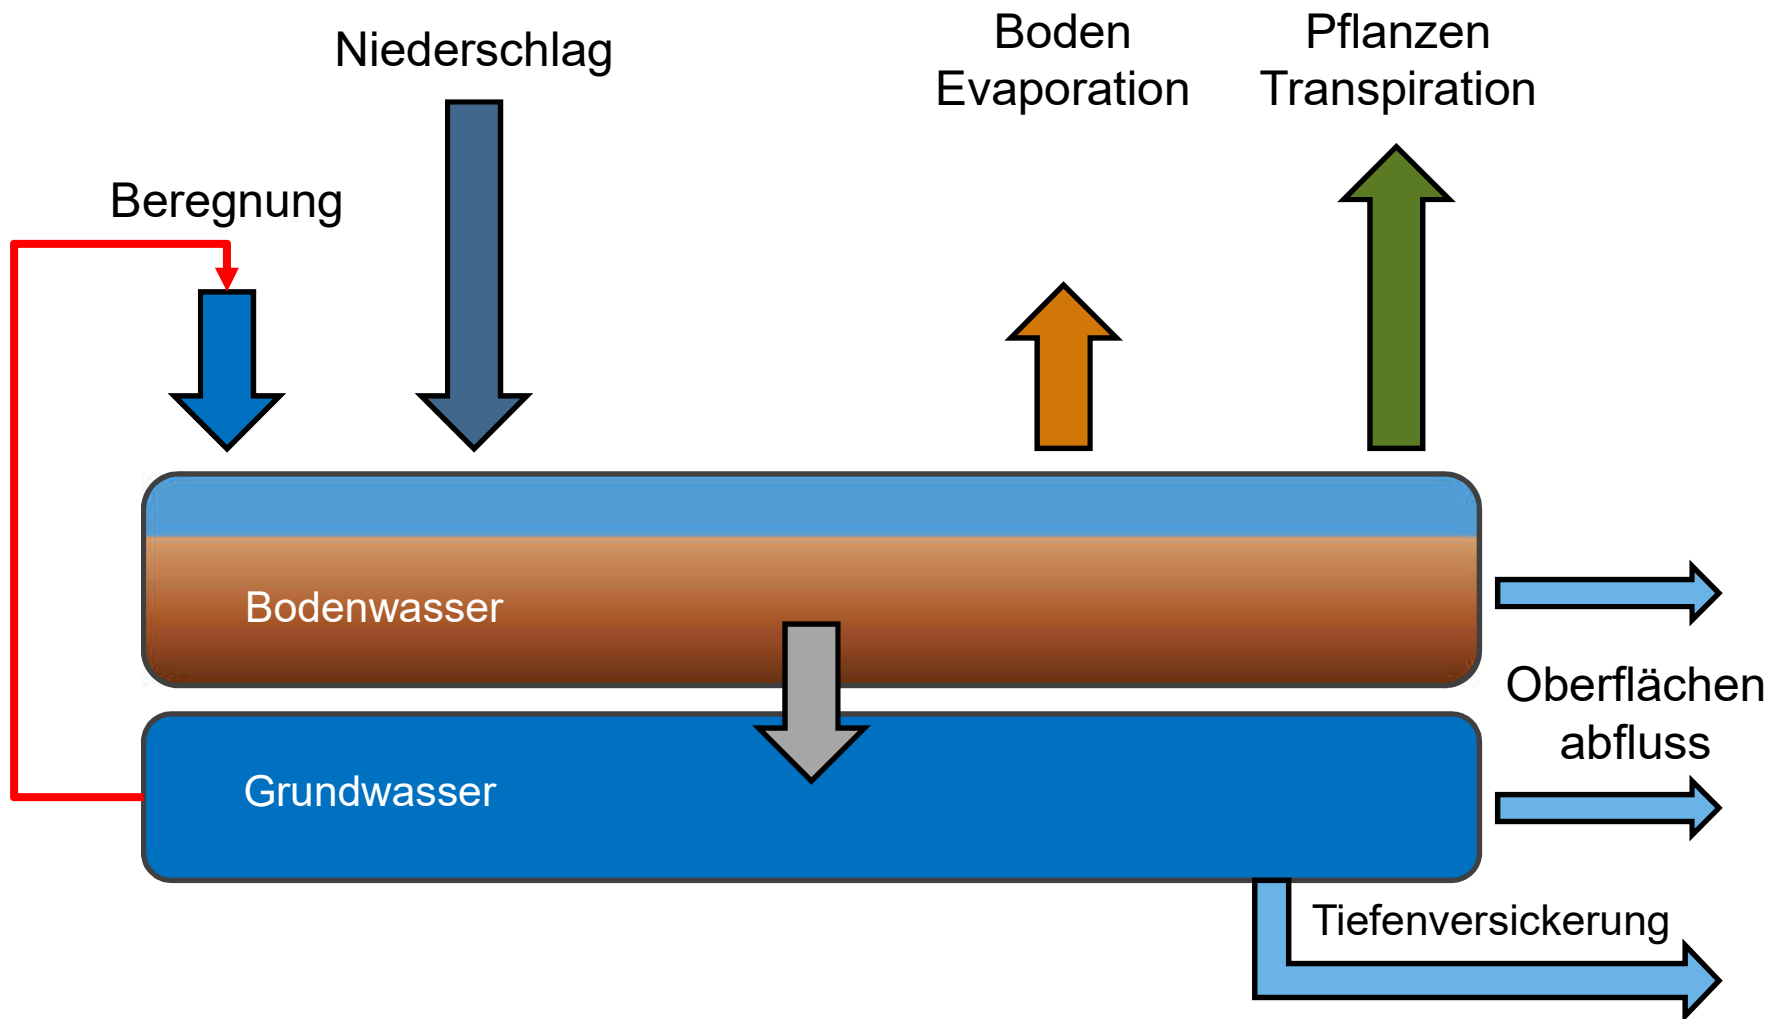 Niederschlag
Boden
Evaporation
Pflanzen
Transpiration
Beregnung
Bodenwasser
Oberflächen
abfluss
Grundwasser
Tiefenversickerung